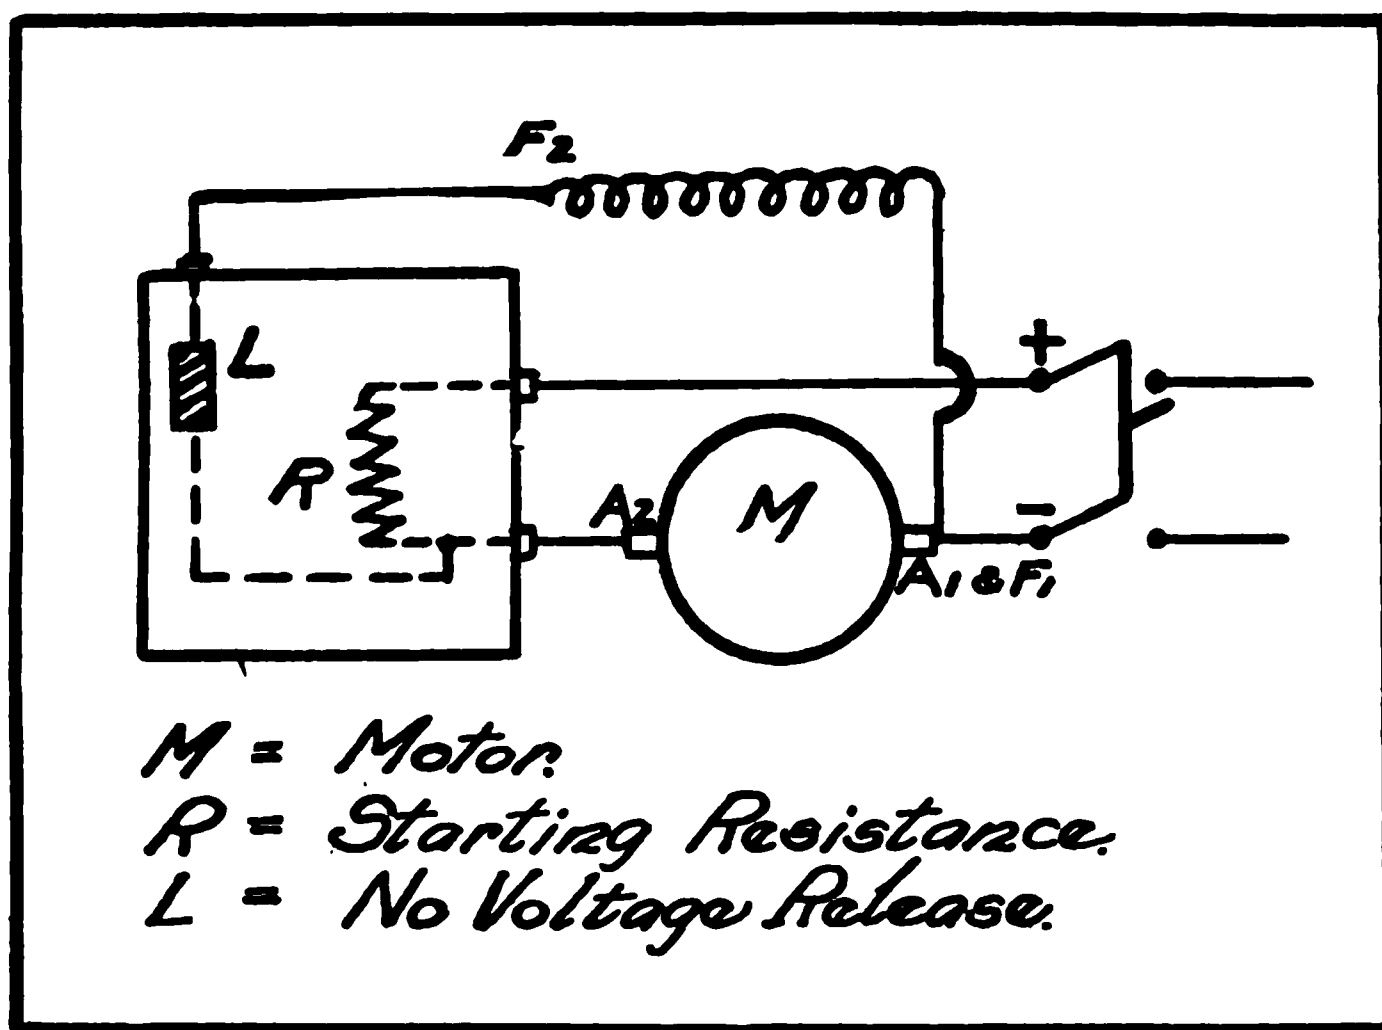 F2
L
+
R
A2
M
-
A1 & F1
M = Motor.
R = Starting Resistance.
L = No Voltage Release.